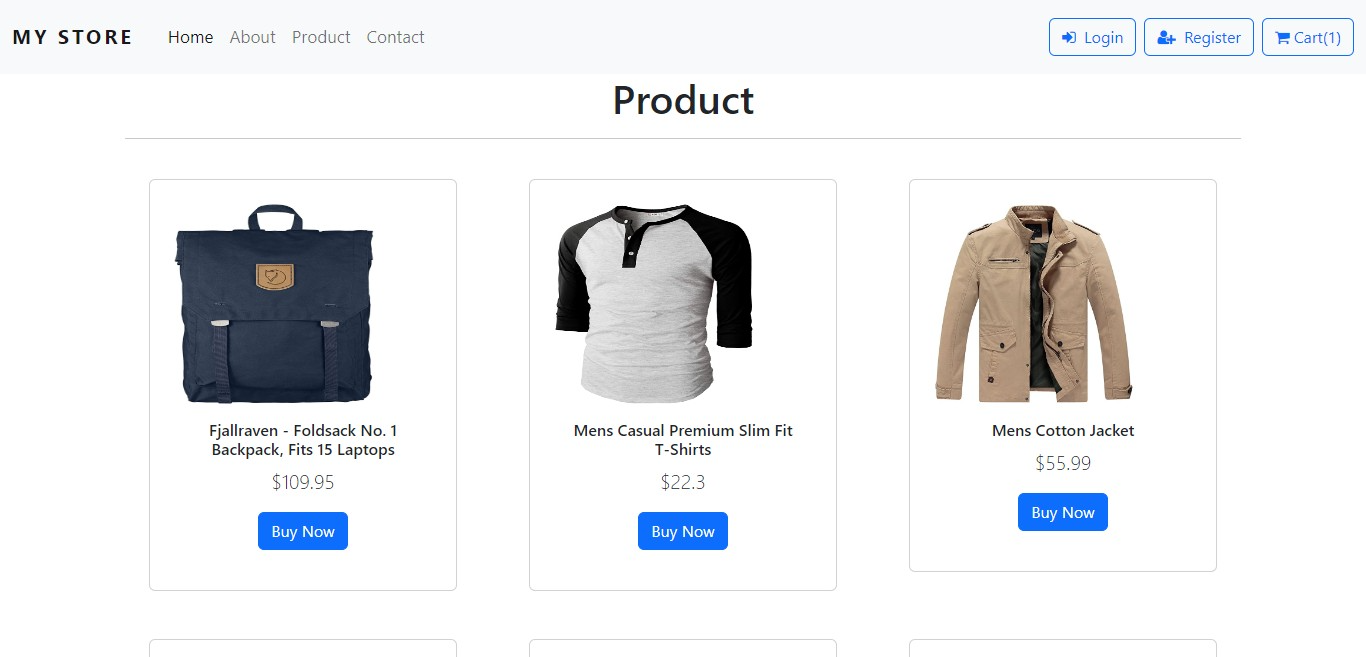 MY STORE Home About Product Contact Login Register Cart(1)
Product
Fjallraven - Foldsack No. 1
Backpack, Fits 15 Laptops
$109.95
Buy Now
Mens Casual Premium Slim Fit
T-Shirts
$22.3
Buy Now
Mens Cotton Jacket
$55.99
Buy Now